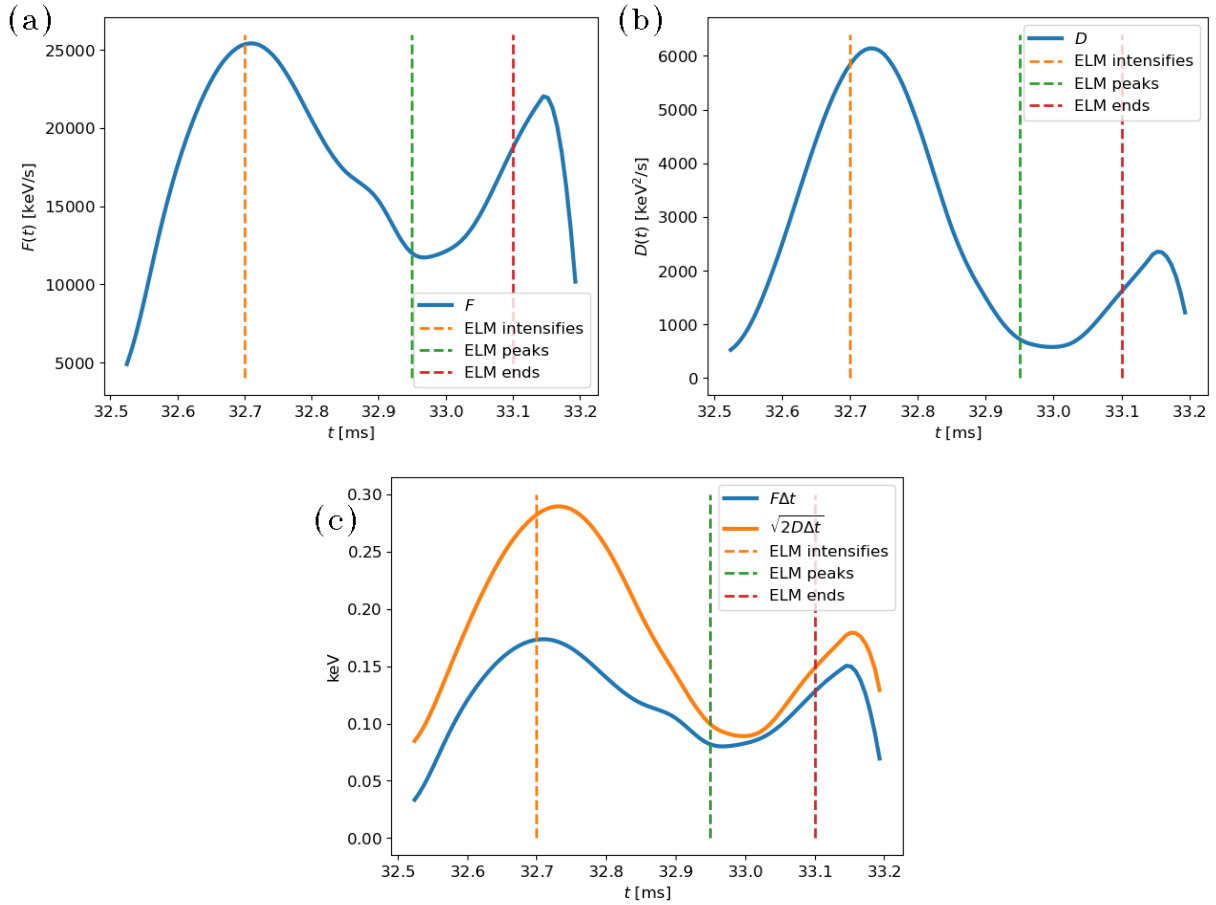 (a)
25000
20000
15000
10000
5000
F(t) [keV/s]
F
ELM intensifies
ELM peaks
ELM ends
32.5 32.6 32.7 32.8 32.9 33.0 33.1 33.2
t [ms]
(b)
6000
5000
4000
3000
2000
1000
0
D(t) [keV²/s]
D
ELM intensifies
ELM peaks
ELM ends
32.5 32.6 32.7 32.8 32.9 33.0 33.1 33.2
t [ms]
(c)
0.30
0.25
0.20
0.15
0.10
0.05
0.00
keV
FΔt
√2DΔt
ELM intensifies
ELM peaks
ELM ends
32.5 32.6 32.7 32.8 32.9 33.0 33.1 33.2
t [ms]